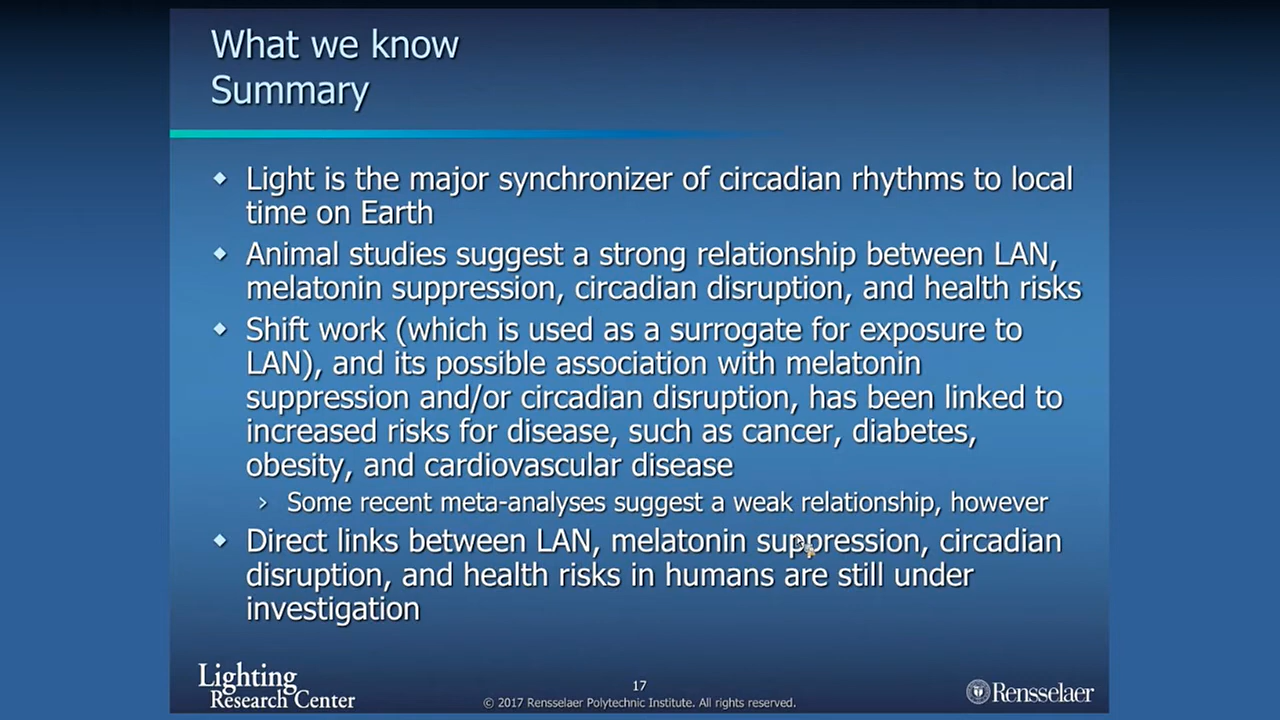 What we know
Summary
Light is the major synchronizer of circadian rhythms to local
time on Earth
Animal studies suggest a strong relationship between LAN,
melatonin suppression, circadian disruption, and health risks
Shift work (which is used as a surrogate for exposure to
LAN), and its possible association with melatonin
suppression and/or circadian disruption, has been linked to
increased risks for disease, such as cancer, diabetes,
obesity, and cardiovascular disease
Some recent meta-analyses suggest a weak relationship, however
Direct links between LAN, melatonin suppression, circadian
disruption, and health risks in humans are still under
investigation
Lighting
Research Center
17
© 2017 Rensselaer Polytechnic Institute. All rights reserved.
Rensselaer